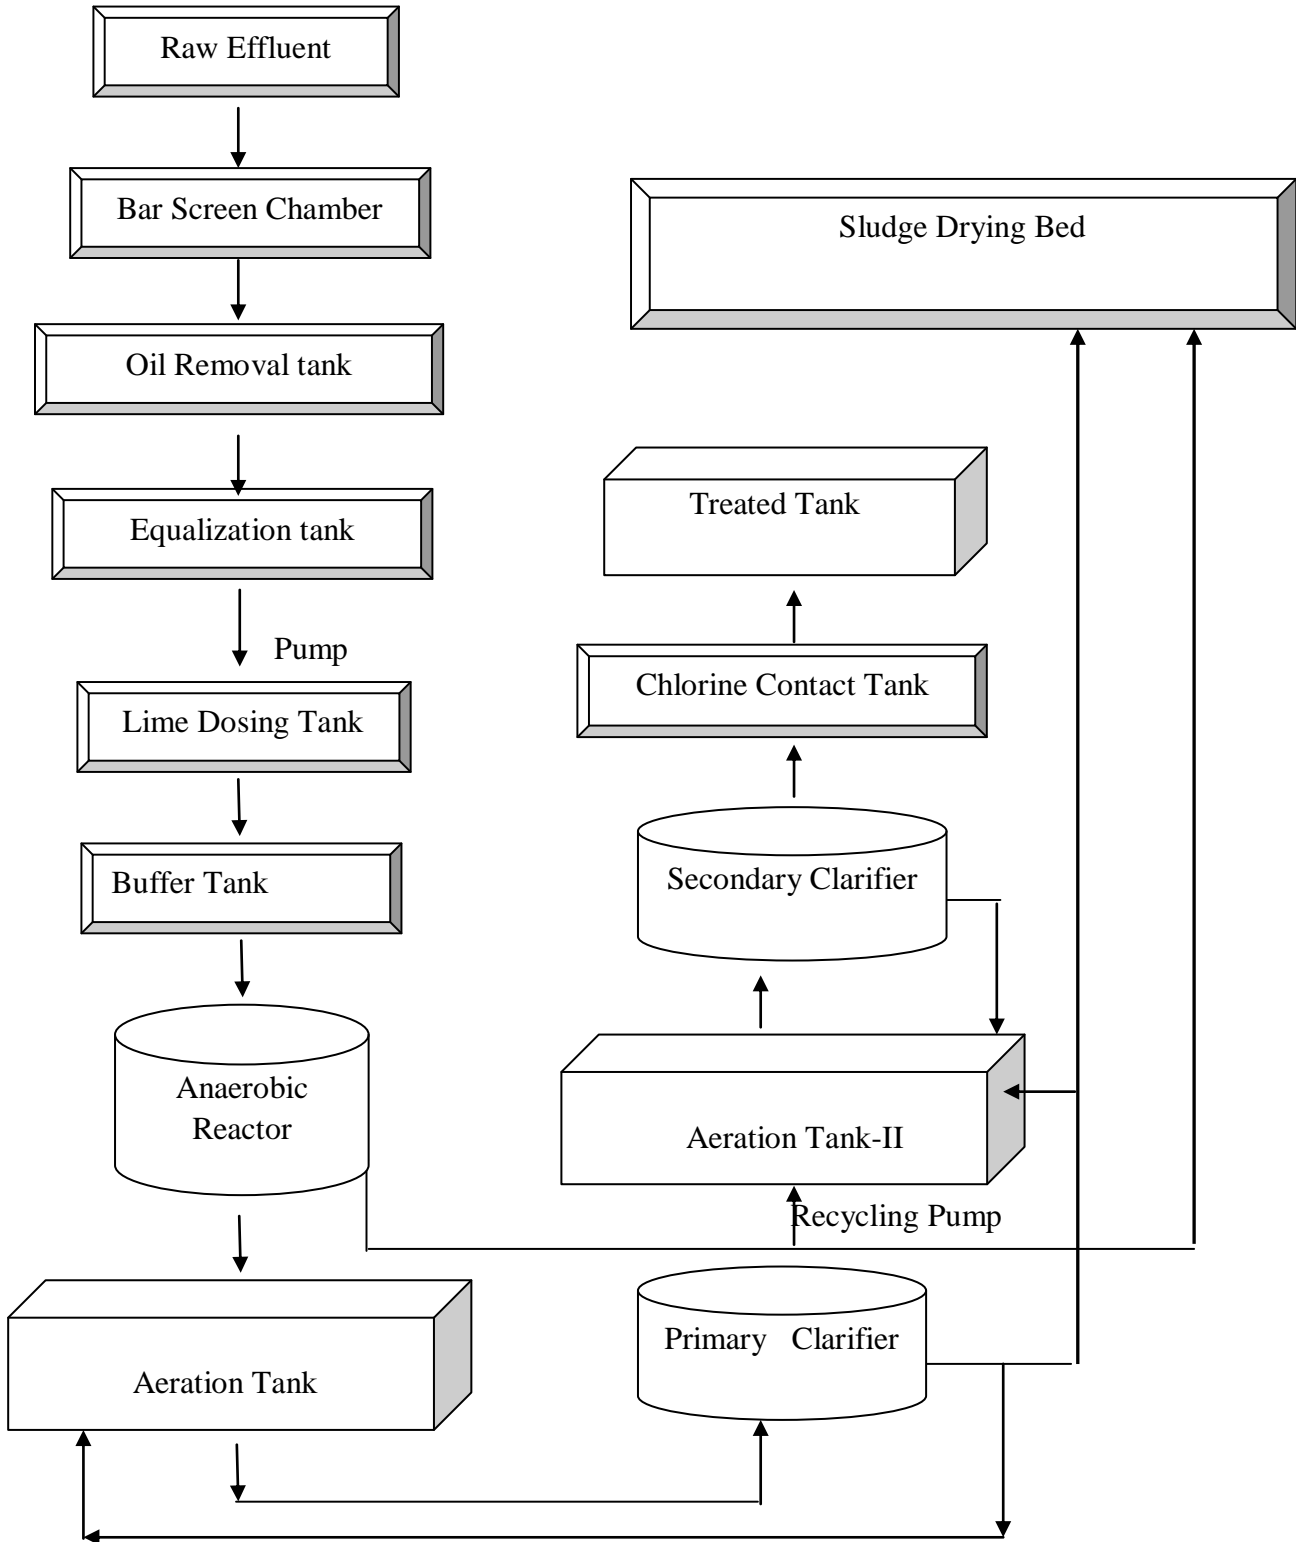 Raw Effluent
Bar Screen Chamber
Oil Removal tank
Equalization tank
Pump
Lime Dosing Tank
Buffer Tank
Anaerobic
Reactor
Aeration Tank
Sludge Drying Bed
Treated Tank
Chlorine Contact Tank
Secondary Clarifier
Aeration Tank-II
Recycling Pump
Primary Clarifier